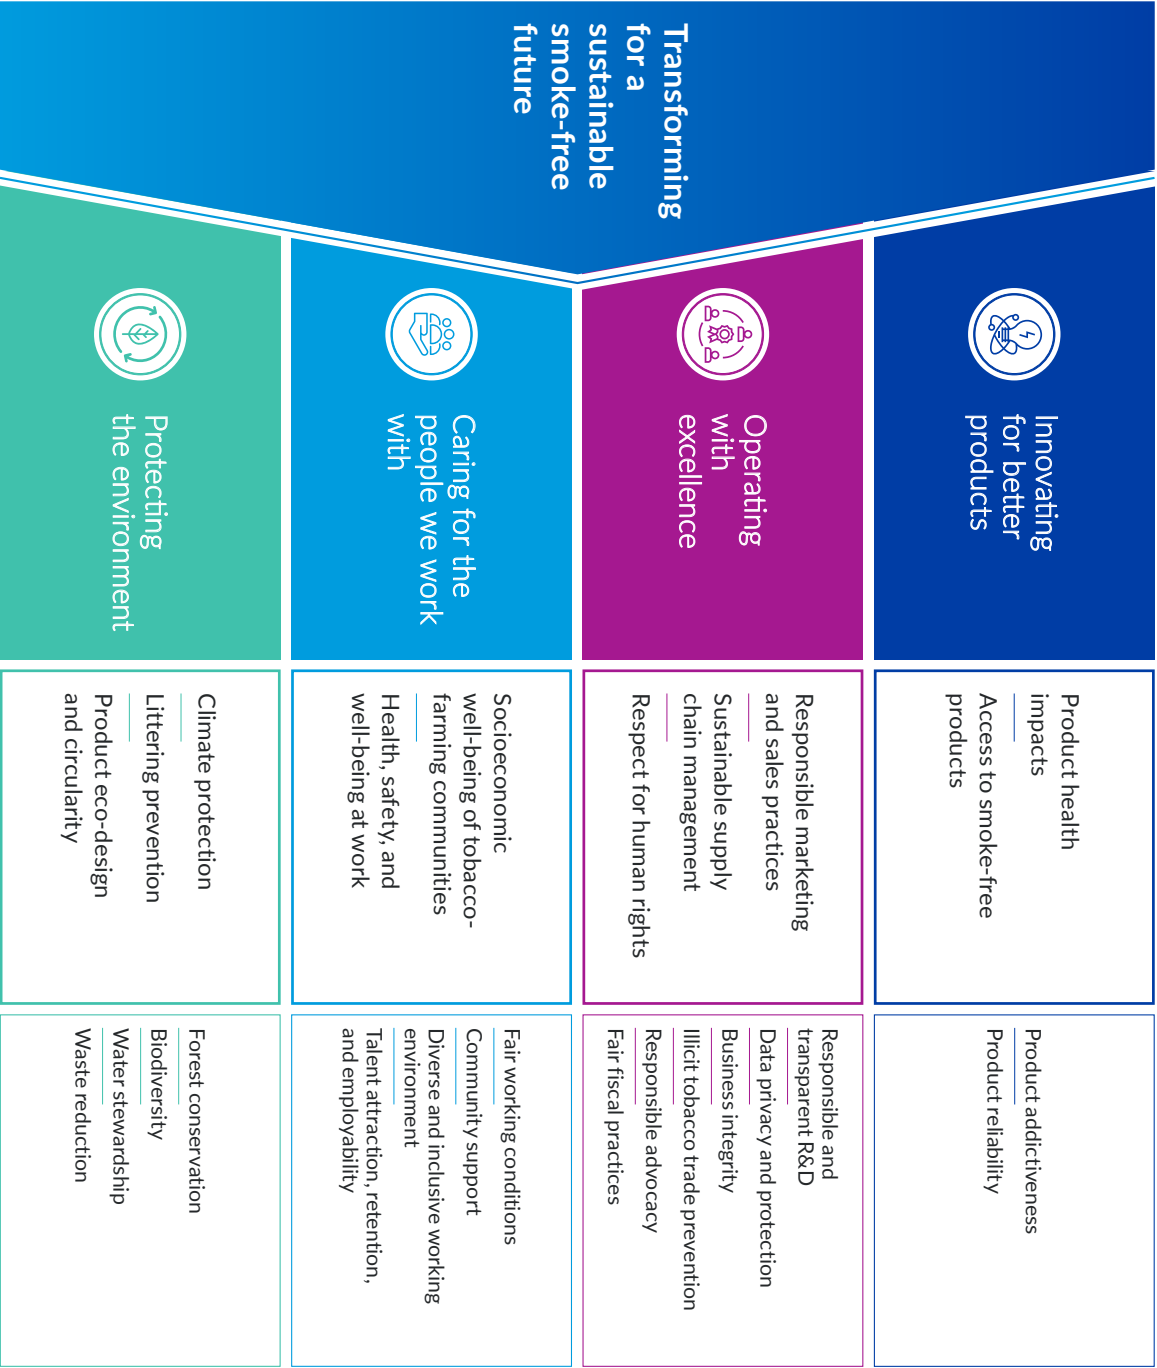 Transforming
for a
sustainable
smoke-free
future
Innovating
for better
products
Product health
impacts
Access to smoke-free
products
Product addictiveness
Product reliability
Operating
with
excellence
Responsible marketing
and sales practices
Sustainable supply
chain management
Respect for human rights
Responsible and
transparent R&D
Data privacy and protection
Business integrity
Illicit tobacco trade prevention
Responsible advocacy
Fair fiscal practices
Caring for the
people we work
with
Socioeconomic
well-being of tobacco-
farming communities
Health, safety, and
well-being at work
Fair working conditions
Community support
Diverse and inclusive working
environment
Talent attraction, retention,
and employability
Protecting
the environment
Climate protection
Littering prevention
Product eco-design
and circularity
Forest conservation
Biodiversity
Water stewardship
Waste reduction